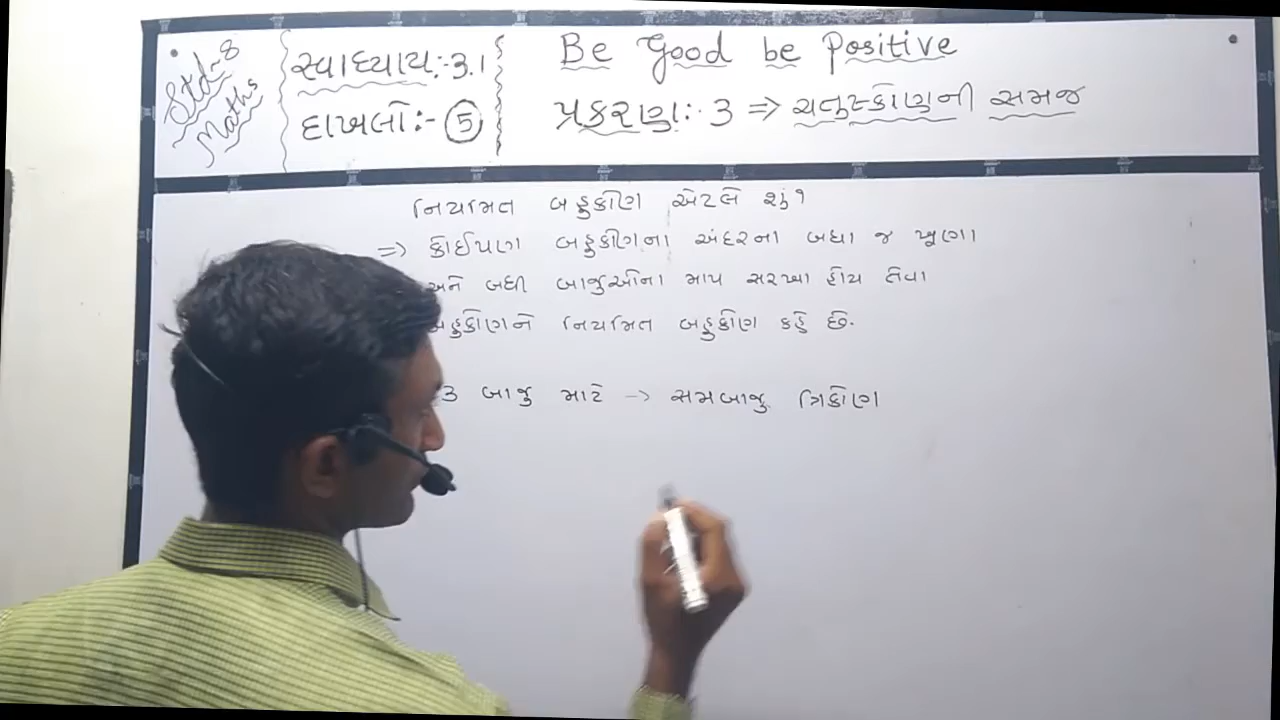 Std-8
Maths
સ્વાધ્યાય:-3.1
દાખલો:- 5
Be Good be Positive
પ્રકરણ:- 3 ⇒ ચતુષ્કોણની સમજ
નિયમિત બહુકોણ એટલે શું?
=> કોઈપણ બહુકોણના અંદરના બધા જ ખૂણા
અને બધી બાજુઓના માપ સરખા હોય તેવા
બહુકોણને નિયમિત બહુકોણ કહે છે.
3 બાજુ માટે -> સમબાજુ ત્રિકોણ